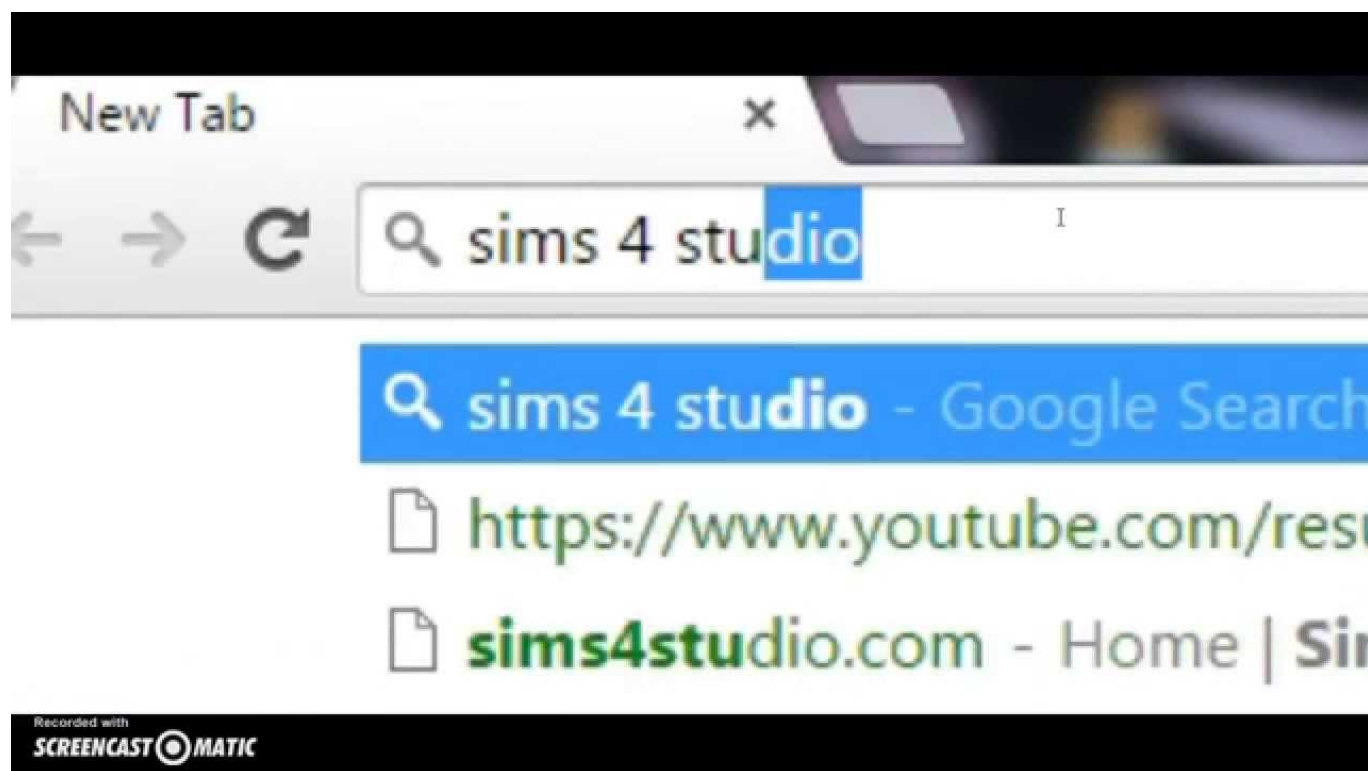 New Tab
sims 4 studio
sims 4 studio - Google Search
https://www.youtube.com/resu
sims4studio.com - Home | Sim
Recorded with
SCREENCAST MATIC